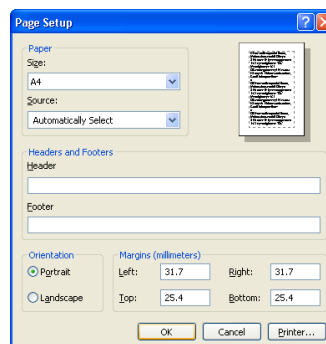 Page Setup
Paper
Size:
A4
Source:
Automatically Select
Headers and Footers
Header
Footer
Orientation
Portrait
Landscape
Margins (millimeters)
Left: 31.7 Right: 31.7
Top: 25.4 Bottom: 25.4
OK Cancel Printer...